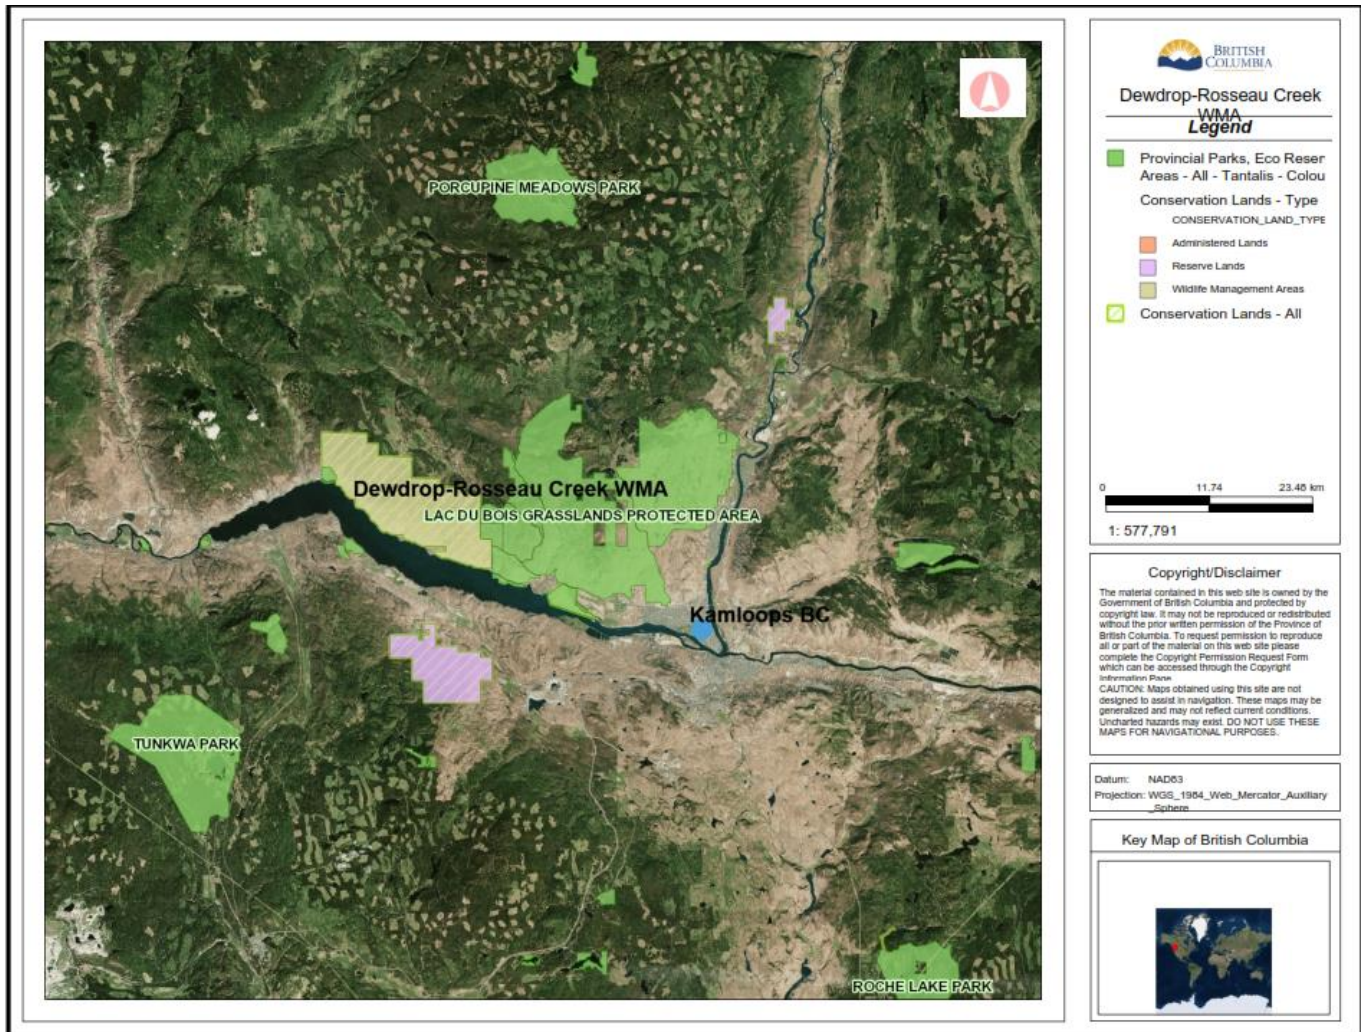 PORCUPINE MEADOWS PARK
Dewdrop-Rosseau Creek WMA
LAC DU BOIS GRASSLANDS PROTECTED AREA
Kamloops BC
TUNKWA PARK
ROCHE LAKE PARK
BRITISH
COLUMBIA
Dewdrop-Rosseau Creek
WMA
Legend
Provincial Parks, Eco Reser
Areas - All - Tantalis - Colou
Conservation Lands - Type
CONSERVATION_LAND_TYPE
Administered Lands
Reserve Lands
Wildlife Management Areas
Conservation Lands - All
0 11.74 23.48 km
1: 577,791
Copyright/Disclaimer
The material contained in this web site is owned by the
Government of British Columbia and protected by
copyright law. It may not be reproduced or redistributed
without the prior written permission of the Province of
British Columbia. To request permission to reproduce
all or part of the material on this web site please
complete the Copyright Permission Request Form
which can be accessed through the Copyright
Information Page.
CAUTION: Maps obtained using this site are not
designed to assist in navigation. These maps may be
generalized and may not reflect current conditions.
Uncharted hazards may exist. DO NOT USE THESE
MAPS FOR NAVIGATIONAL PURPOSES.
Datum: NAD83
Projection: WGS_1984_Web_Mercator_Auxiliary
_Sphere
Key Map of British Columbia